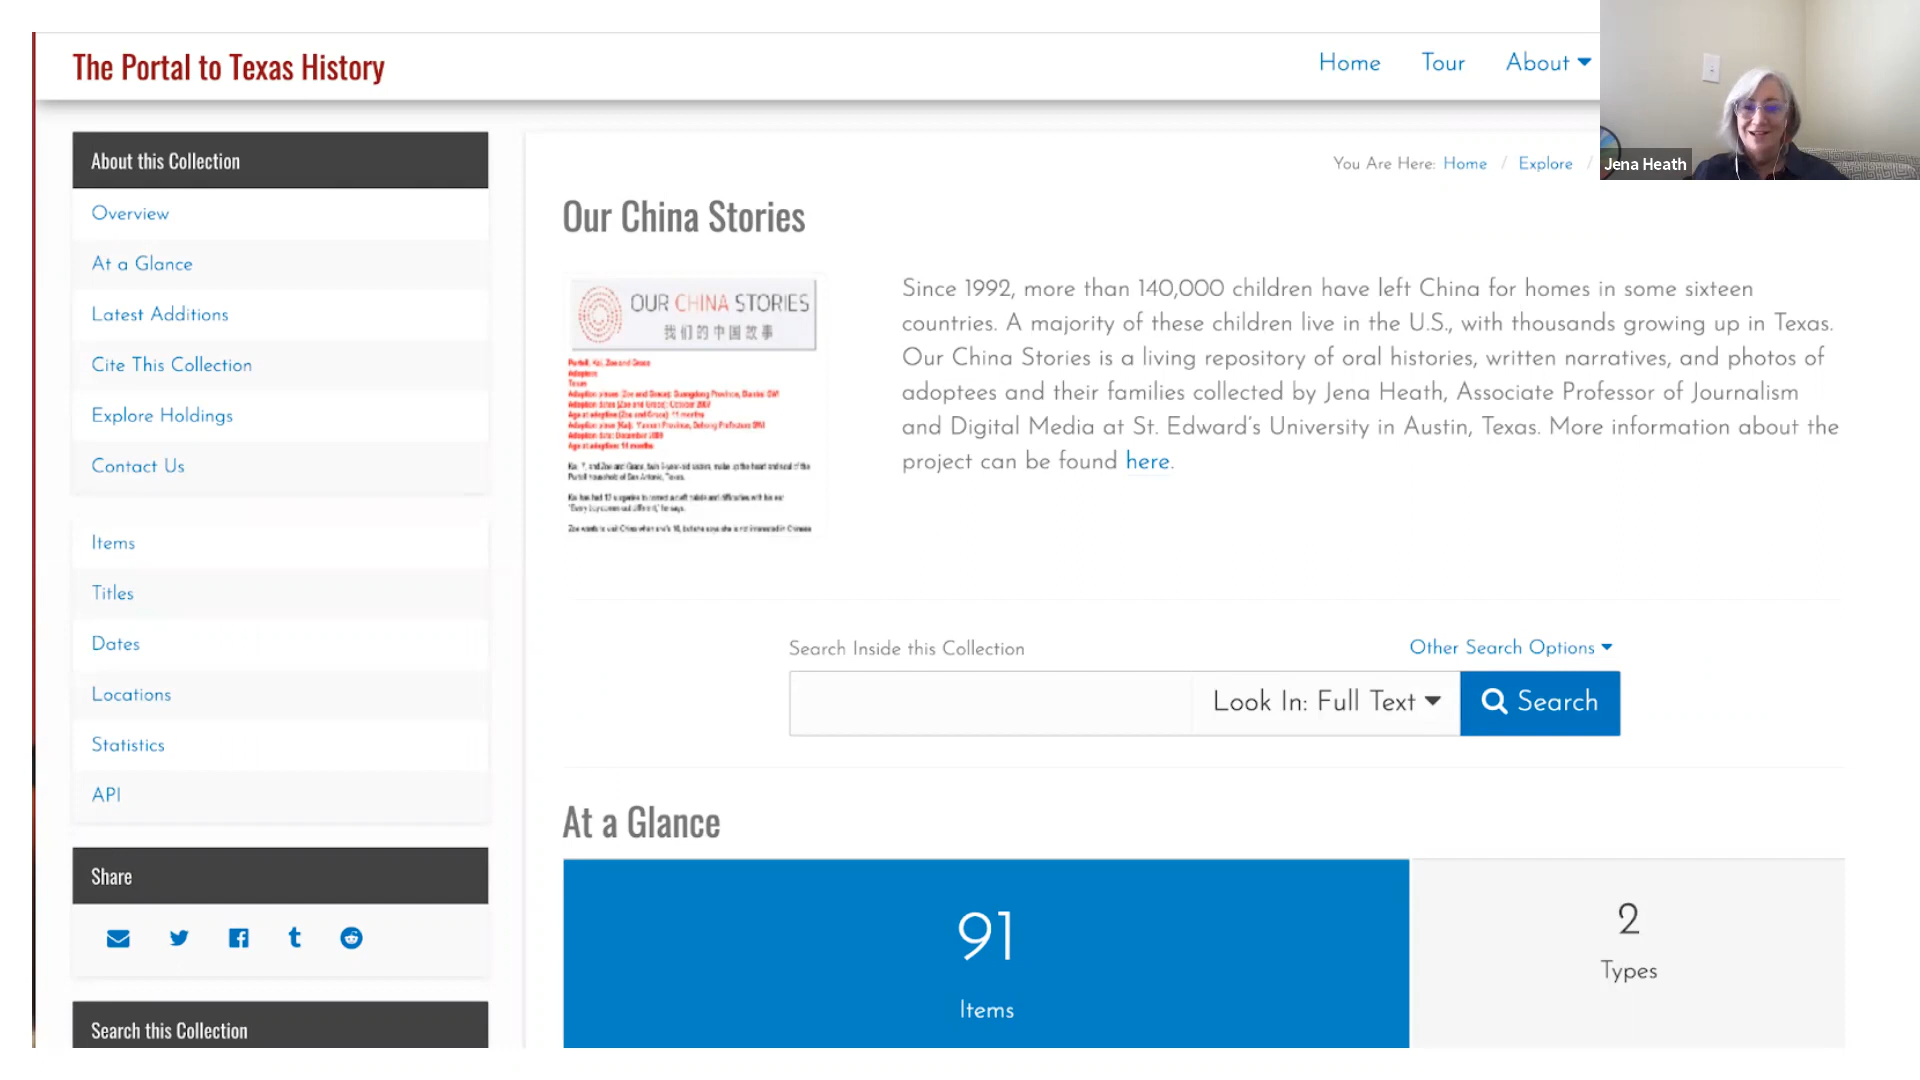 The Portal to Texas History
Home
Tour
About
Jena Heath
About this Collection
Overview
At a Glance
Latest Additions
Cite This Collection
Explore Holdings
Contact Us
Items
Titles
Dates
Locations
Statistics
API
Share
Search this Collection
You Are Here: Home / Explore /
Our China Stories
OUR CHINA STORIES
我们的中国故事
Portell, Kai, Zoe and Grace
Adoptees
Texas
Since 1992, more than 140,000 children have left China for homes in some sixteen
countries. A majority of these children live in the U.S., with thousands growing up in Texas.
Our China Stories is a living repository of oral histories, written narratives, and photos of
adoptees and their families collected by Jena Heath, Associate Professor of Journalism
and Digital Media at St. Edward's University in Austin, Texas. More information about the
project can be found here.
Search Inside this Collection
Other Search Options
Look In: Full Text
Search
At a Glance
91
Items
2
Types